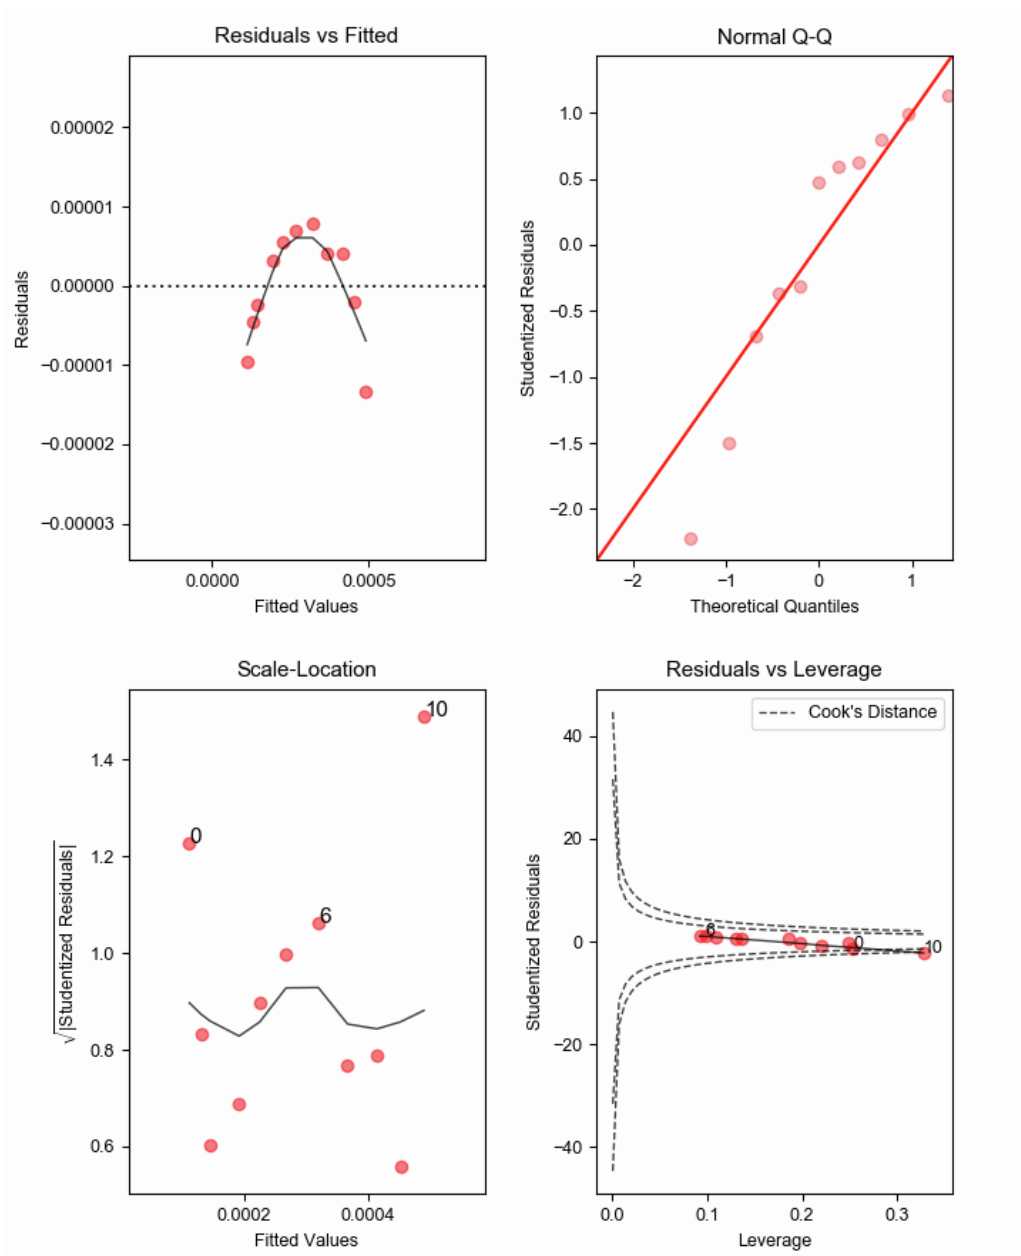 Residuals vs Fitted
0.00002
0.00001
0.00000
−0.00001
−0.00002
−0.00003
Residuals
0.0000 0.0005
Fitted Values
Normal Q-Q
1.0
0.5
0.0
−0.5
−1.0
−1.5
−2.0
Studentized Residuals
−2 −1 0 1
Theoretical Quantiles
Scale-Location
10
0
6
1.4
1.2
1.0
0.8
0.6
√|Studentized Residuals|
0.0002 0.0004
Fitted Values
Residuals vs Leverage
Cook's Distance
40
20
0
−20
−40
6
0
10
Studentized Residuals
0.0 0.1 0.2 0.3
Leverage